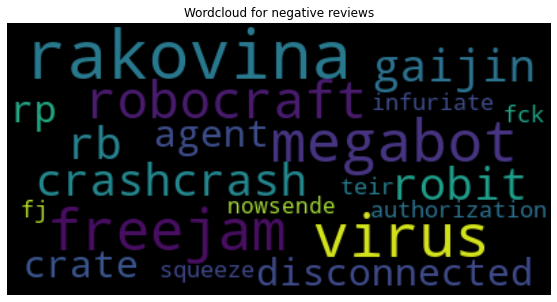 Wordcloud for negative reviews
rakovina gaijin
rp robocraft infuriate fck
rb agent megabot
crashcrash teir robit
fj nowsende authorization
freejam virus
crate squeeze disconnected